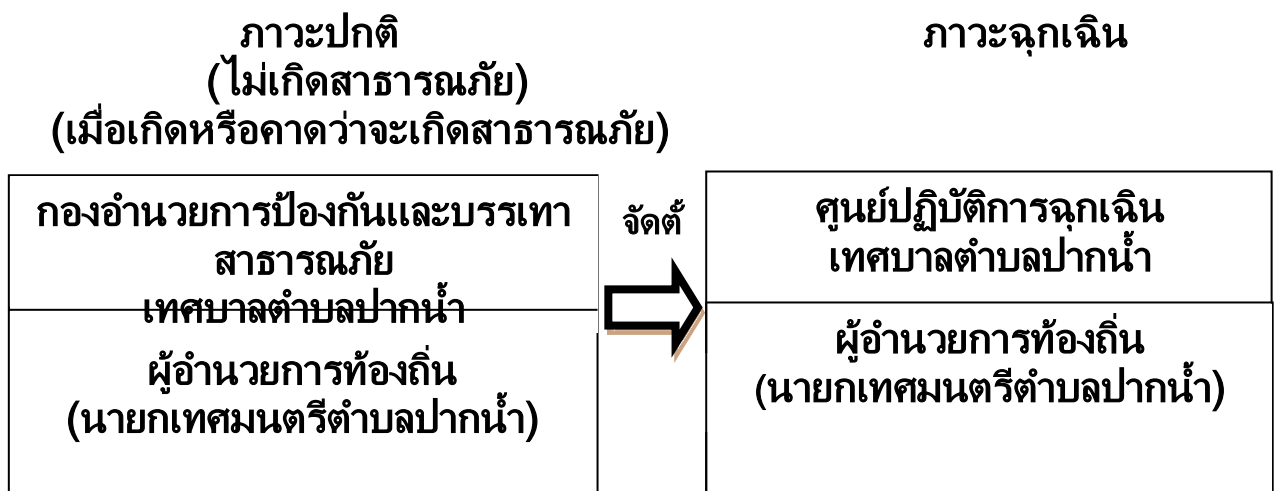 ภาวะปกติ
(ไม่เกิดสาธารณภัย)
(เมื่อเกิดหรือคาดว่าจะเกิดสาธารณภัย)
ภาวะฉุกเฉิน
กองอำนวยการป้องกันและบรรเทา
สาธารณภัย
เทศบาลตำบลปากน้ำ
ผู้อำนวยการท้องถิ่น
(นายกเทศมนตรีตำบลปากน้ำ)
จัดตั้
ศูนย์ปฏิบัติการฉุกเฉิน
เทศบาลตำบลปากน้ำ
ผู้อำนวยการท้องถิ่น
(นายกเทศมนตรีตำบลปากน้ำ)